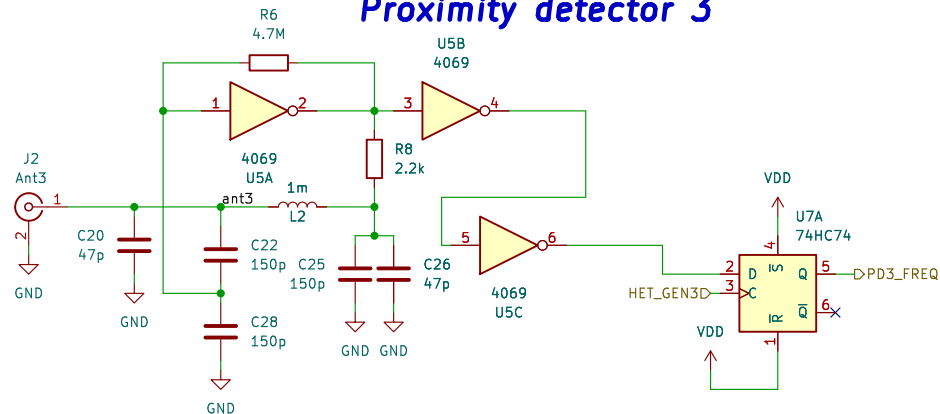 Proximity detector 3
R6
4.7M
U5B
4069
1
2
3
4
4069
U5A
R8
2.2k
J2
Ant3
1
2
GND
ant3
1m
L2
C20
47p
GND
C22
150p
C28
150p
GND
C25
150p
C26
47p
GND
GND
5
6
4069
U5C
VDD
U7A
74HC74
4
S
2
D
Q
5
PD3_FREQ
HET_GEN3
3
C
Q
6
R
1
VDD